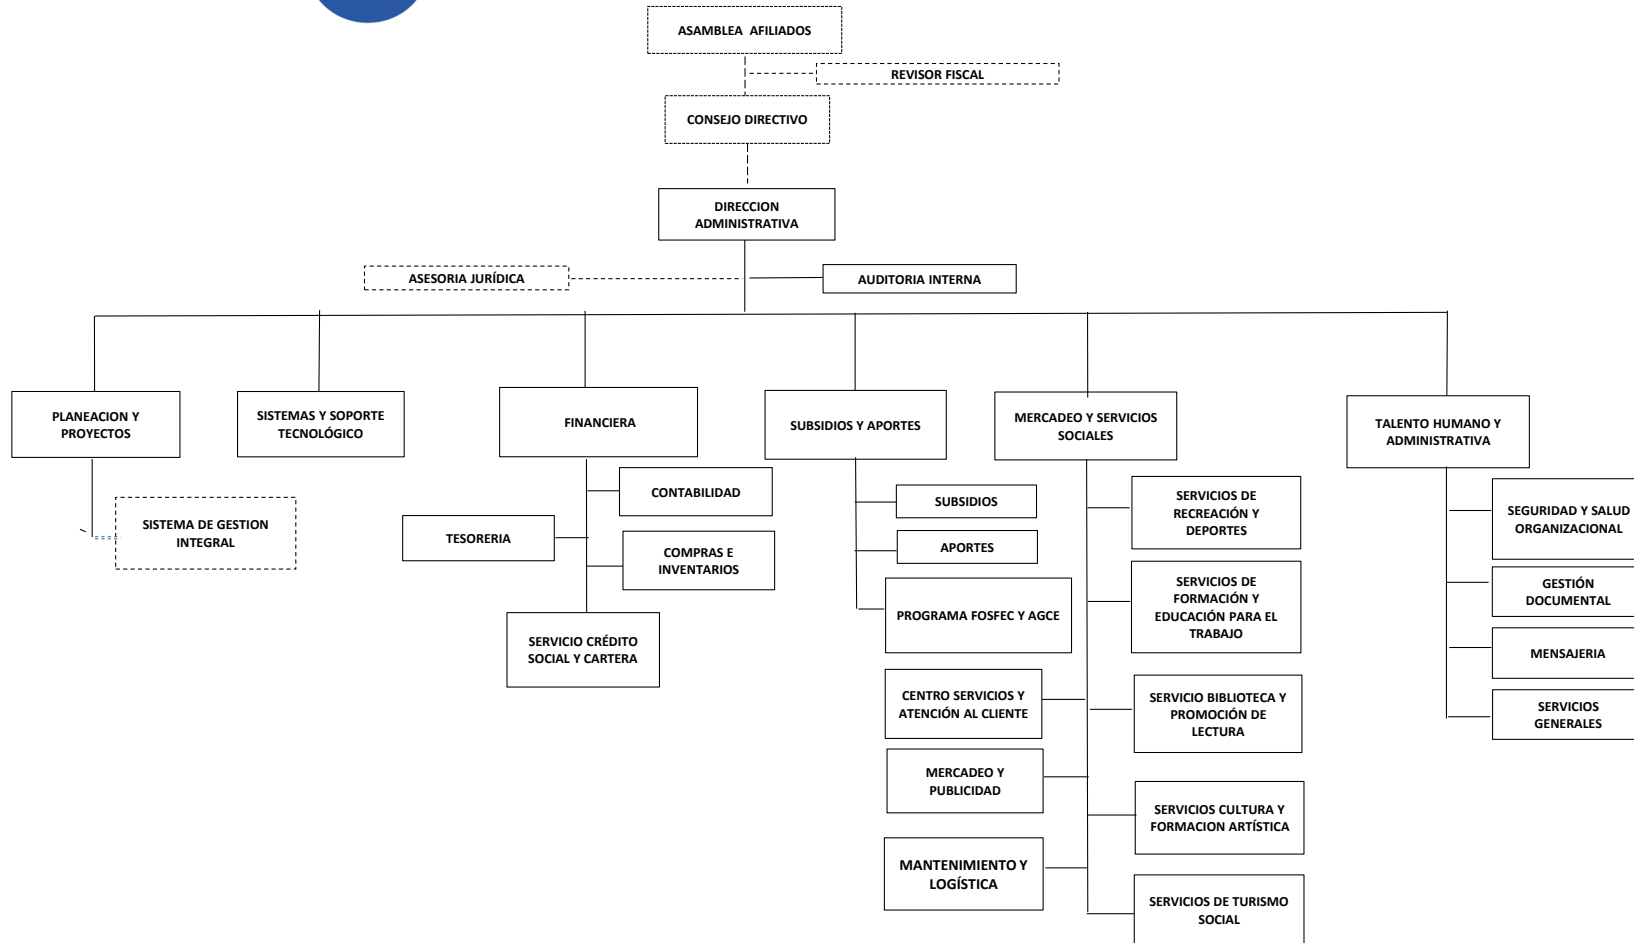 ASAMBLEA AFILIADOS
REVISOR FISCAL
CONSEJO DIRECTIVO
DIRECCION
ADMINISTRATIVA
ASESORIA JURÍDICA
AUDITORIA INTERNA
PLANEACION Y
PROYECTOS
SISTEMAS Y SOPORTE
TECNOLÓGICO
FINANCIERA
SUBSIDIOS Y APORTES
MERCADEO Y SERVICIOS
SOCIALES
TALENTO HUMANO Y
ADMINISTRATIVA
SISTEMA DE GESTION
INTEGRAL
CONTABILIDAD
TESORERIA
COMPRAS E
INVENTARIOS
SERVICIO CRÉDITO
SOCIAL Y CARTERA
SUBSIDIOS
APORTES
PROGRAMA FOSFEC Y AGCE
SERVICIOS DE
RECREACIÓN Y
DEPORTES
SERVICIOS DE
FORMACIÓN Y
EDUCACIÓN PARA EL
TRABAJO
CENTRO SERVICIOS Y
ATENCIÓN AL CLIENTE
SERVICIO BIBLIOTECA Y
PROMOCIÓN DE
LECTURA
MERCADEO Y
PUBLICIDAD
SERVICIOS CULTURA Y
FORMACION ARTÍSTICA
MANTENIMIENTO Y
LOGÍSTICA
SERVICIOS DE TURISMO
SOCIAL
SEGURIDAD Y SALUD
ORGANIZACIONAL
GESTIÓN
DOCUMENTAL
MENSAJERIA
SERVICIOS
GENERALES